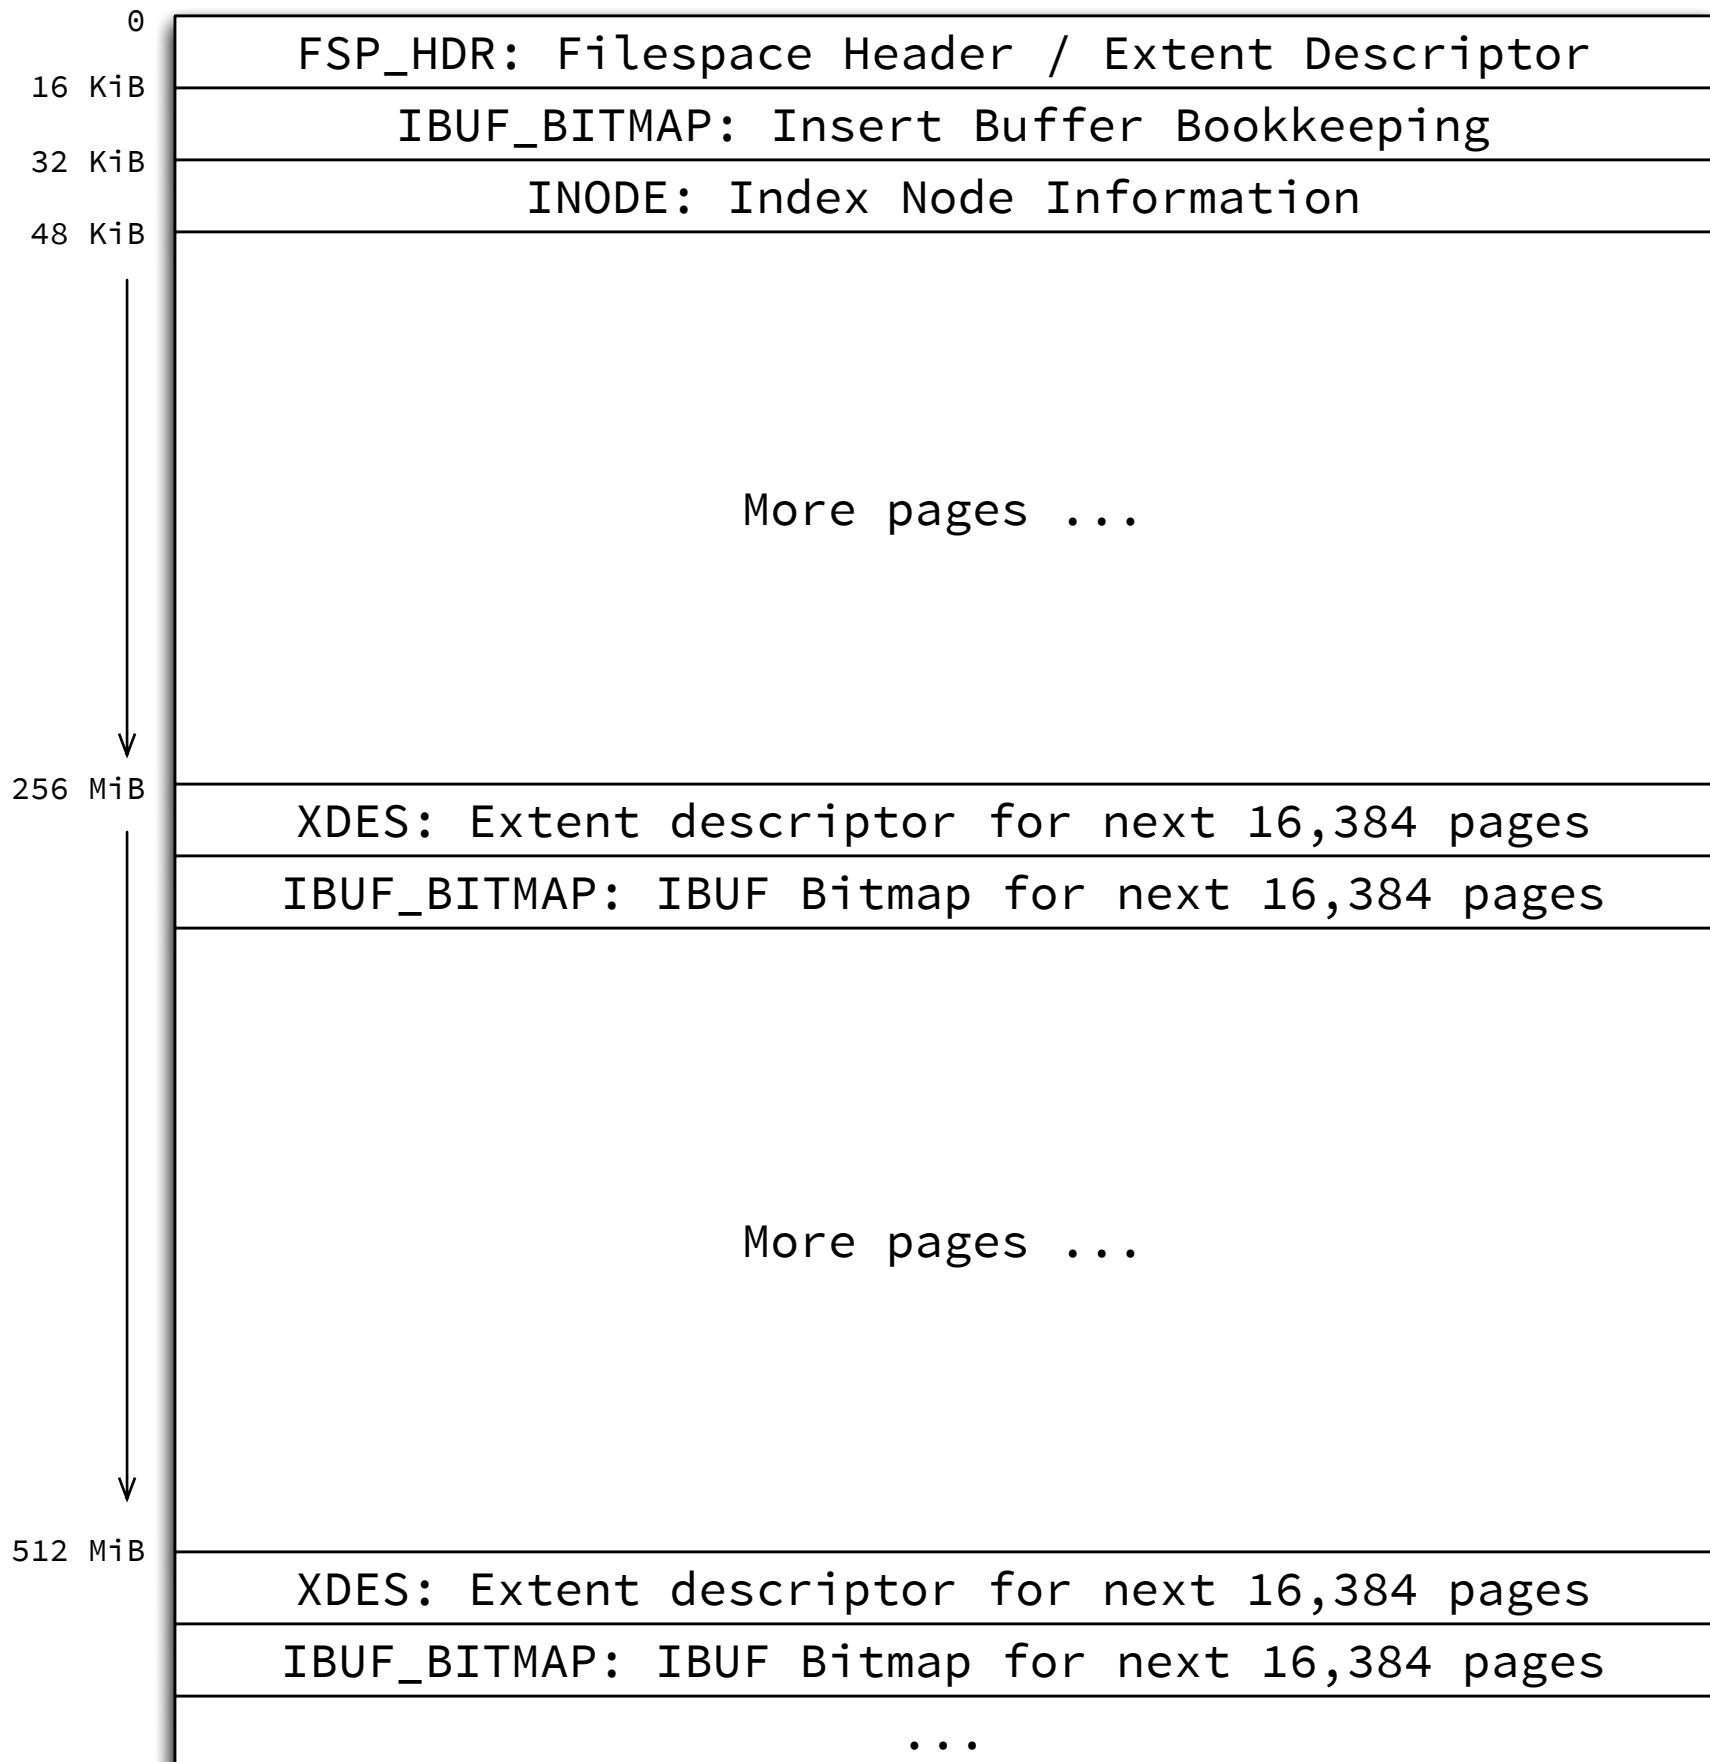 0
FSP_HDR: Filespace Header / Extent Descriptor
16 KiB
IBUF_BITMAP: Insert Buffer Bookkeeping
32 KiB
INODE: Index Node Information
48 KiB
More pages ...
256 MiB
XDES: Extent descriptor for next 16,384 pages
IBUF_BITMAP: IBUF Bitmap for next 16,384 pages
More pages ...
512 MiB
XDES: Extent descriptor for next 16,384 pages
IBUF_BITMAP: IBUF Bitmap for next 16,384 pages
...